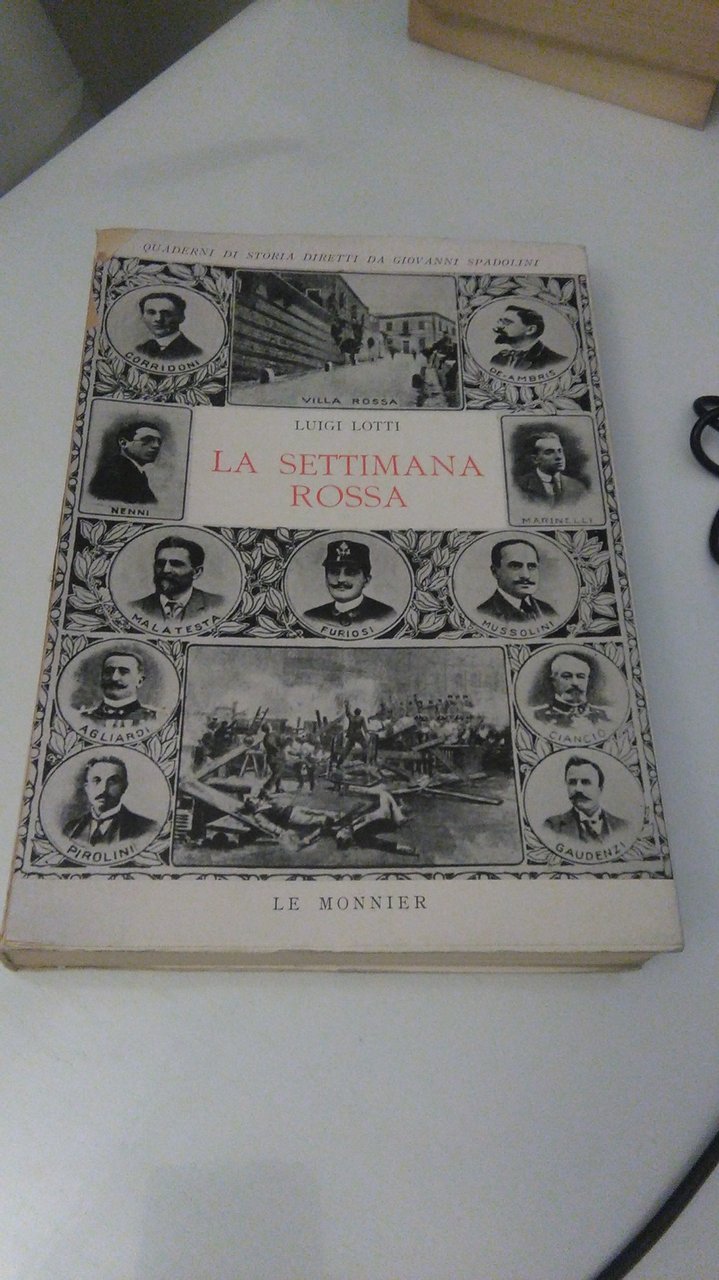 QUADERNI DI STORIA DIRETTI DA GIOVANNI SPADOLINI
CORRIDONI
VILLA ROSSA
DE-AMBRIS
LUIGI LOTTI
LA SETTIMANA
ROSSA
NENNI
MARINELLI
MALATESTA
FURIOSI
MUSSOLINI
AGLIARDI
CIANCIO
PIROLINI
GAUDENZI
LE MONNIER